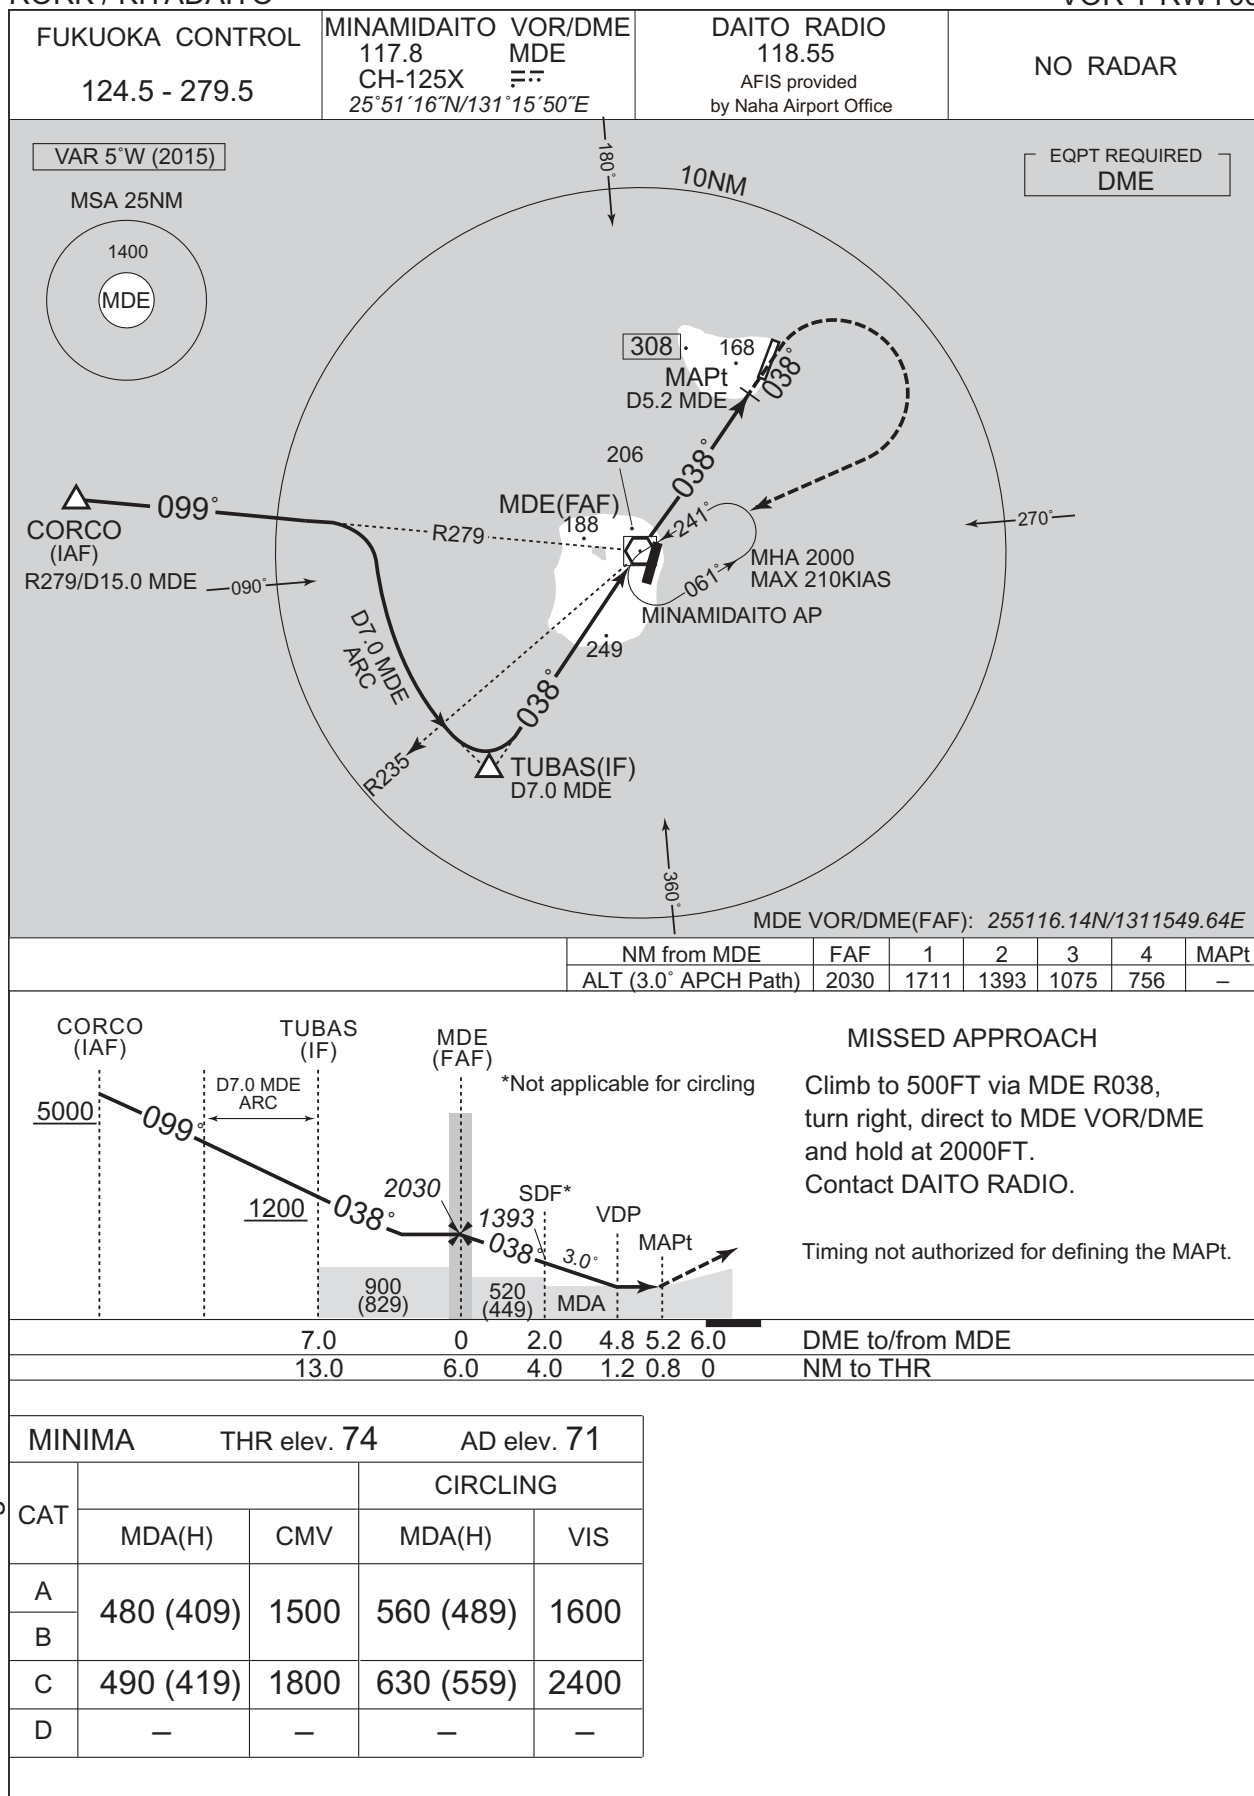 FUKUOKA CONTROL
124.5 - 279.5
MINAMIDAITO VOR/DME
117.8 MDE
CH-125X
25°51´16˝N/131°15´50˝E
DAITO RADIO
118.55
AFIS provided
by Naha Airport Office
NO RADAR
VAR 5°W (2015)
MSA 25NM
1400
MDE
180°
10NM
EQPT REQUIRED
DME
308
168
MAPt
D5.2 MDE
038°
206
038°
MDE(FAF)
188
CORCO
(IAF)
R279/D15.0 MDE
099°
R279
241°
270°
090°
MHA 2000
MAX 210KIAS
061°
MINAMIDAITO AP
249
D7.0 MDE
ARC
038°
R235
TUBAS(IF)
D7.0 MDE
360°
MDE VOR/DME(FAF): 255116.14N/1311549.64E
NM from MDE FAF 1 2 3 4 MAPt
ALT (3.0° APCH Path) 2030 1711 1393 1075 756 –
CORCO
(IAF)
TUBAS
(IF)
MDE
(FAF)
*Not applicable for circling
D7.0 MDE
ARC
5000
099°
1200
038°
2030
SDF*
1393
VDP
038°
3.0°
MAPt
900
(829)
520
(449)
MDA
MISSED APPROACH
Climb to 500FT via MDE R038,
turn right, direct to MDE VOR/DME
and hold at 2000FT.
Contact DAITO RADIO.
Timing not authorized for defining the MAPt.
7.0 0 2.0 4.8 5.2 6.0 DME to/from MDE
13.0 6.0 4.0 1.2 0.8 0 NM to THR
MINIMA THR elev. 74 AD elev. 71
CAT
CIRCLING
MDA(H) CMV MDA(H) VIS
A
B
480 (409) 1500 560 (489) 1600
C 490 (419) 1800 630 (559) 2400
D – – – –